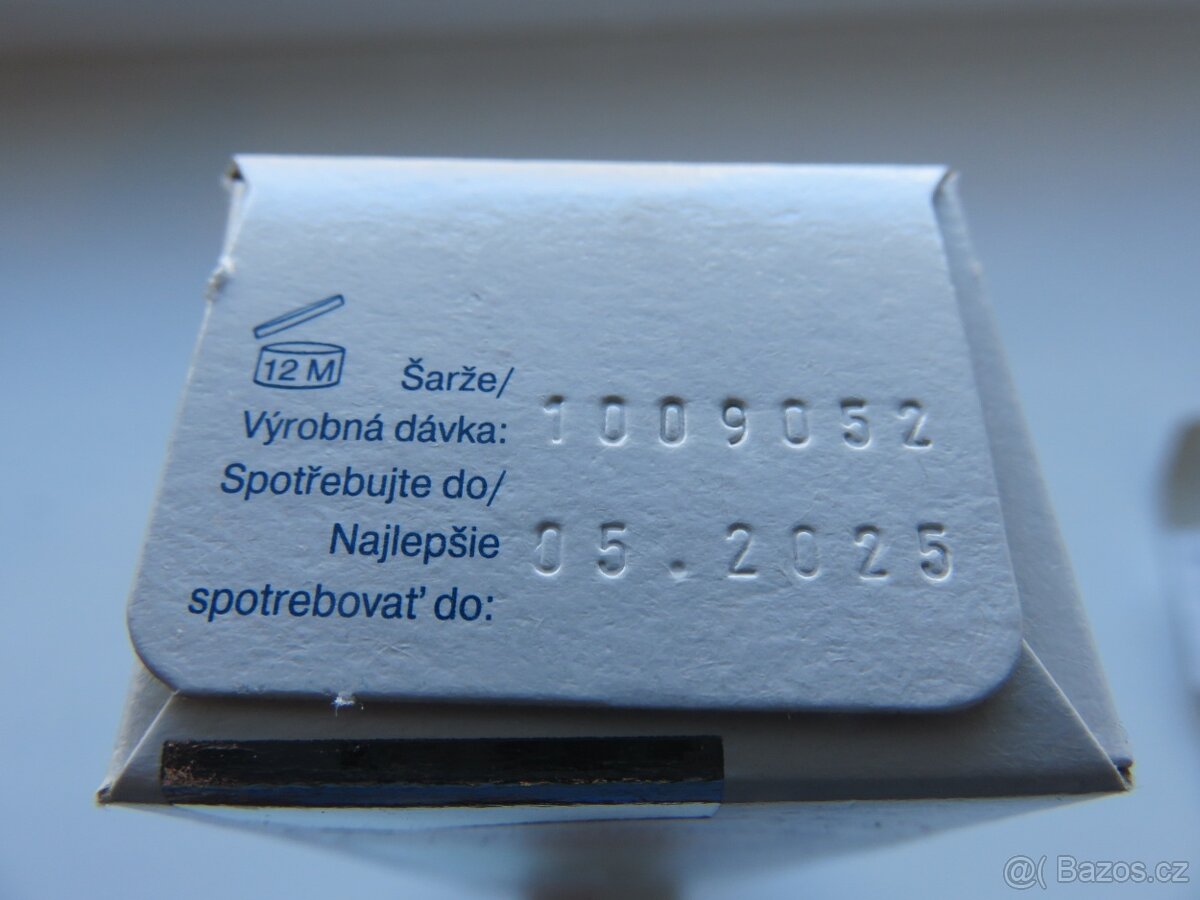 12 M Šarže/
Výrobná dávka: 1009052
Spotřebujte do/
Najlepšie 05.2025
spotrebovať do:
@( Bazos.cz